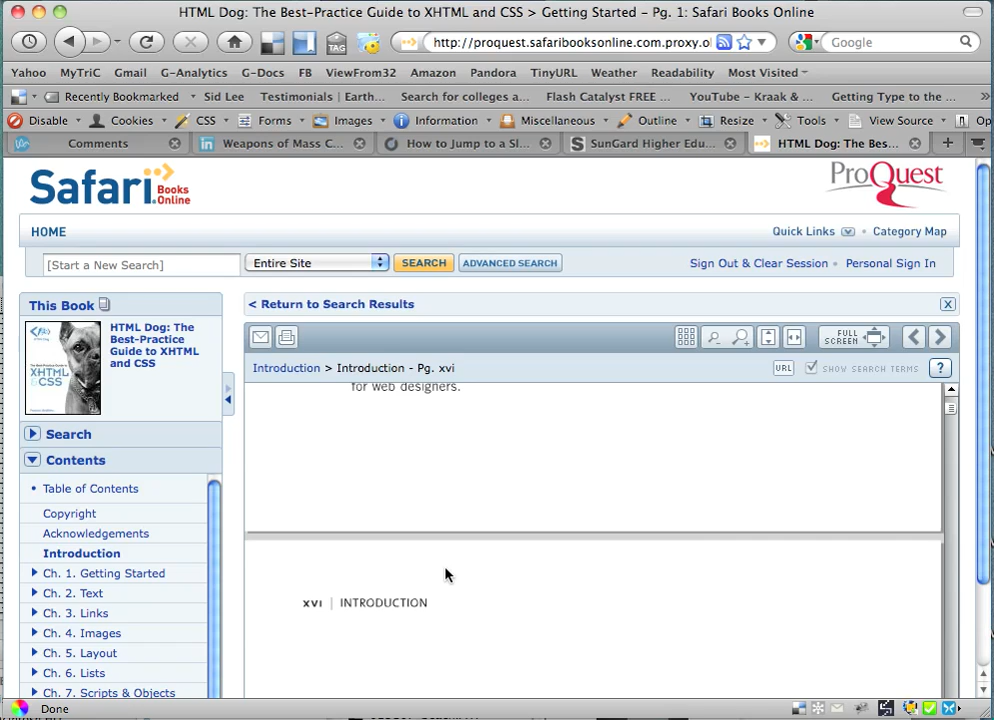 HTML Dog: The Best-Practice Guide to XHTML and CSS > Getting Started - Pg. 1: Safari Books Online
TAG http://proquest.safaribooksonline.com.proxy.ol Google
Yahoo MyTriC Gmail G-Analytics G-Docs FB ViewFrom32 Amazon Pandora TinyURL Weather Readability Most Visited
Recently Bookmarked Sid Lee Testimonials | Earth... Search for colleges a... Flash Catalyst FREE ... YouTube - Kraak & ... Getting Type to the ... »
Disable Cookies CSS Forms Images Information Miscellaneous Outline Resize Tools View Source Op
Comments Weapons of Mass C... How to Jump to a Sl... SunGard Higher Edu... HTML Dog: The Bes...
Safari Books Online
ProQuest
HOME Quick Links • Category Map
[Start a New Search] Entire Site SEARCH ADVANCED SEARCH Sign Out & Clear Session • Personal Sign In
This Book
XHTML & CSS
HTML Dog: The
Best-Practice
Guide to XHTML
and CSS
Search
Contents
• Table of Contents
Copyright
Acknowledgements
Introduction
Ch. 1. Getting Started
Ch. 2. Text
Ch. 3. Links
Ch. 4. Images
Ch. 5. Layout
Ch. 6. Lists
Ch. 7. Scripts & Objects
< Return to Search Results X
FULL SCREEN
Introduction > Introduction - Pg. xvi URL SHOW SEARCH TERMS ?
for web designers.
XVI | INTRODUCTION
Done